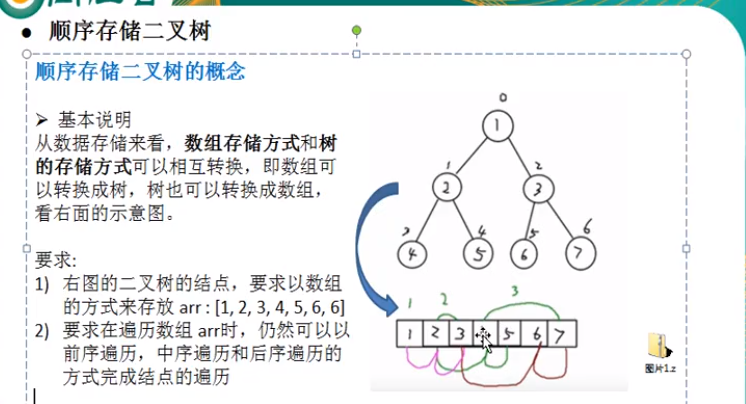 顺序存储二叉树
顺序存储二叉树的概念
基本说明
从数据存储来看，数组存储方式和树
的存储方式可以相互转换，即数组可
以转换成树，树也可以转换成数组，
看右面的示意图。
要求:
1) 右图的二叉树的结点，要求以数组
的方式来存放 arr : [1, 2, 3, 4, 5, 6, 6]
2) 要求在遍历数组 arr时，仍然可以以
前序遍历，中序遍历和后序遍历的
方式完成结点的遍历
0
1
1 2
2 3
3 4 5 6
4 5 6 7
1 2 3
1 2 3 5 6 7
图片1.z